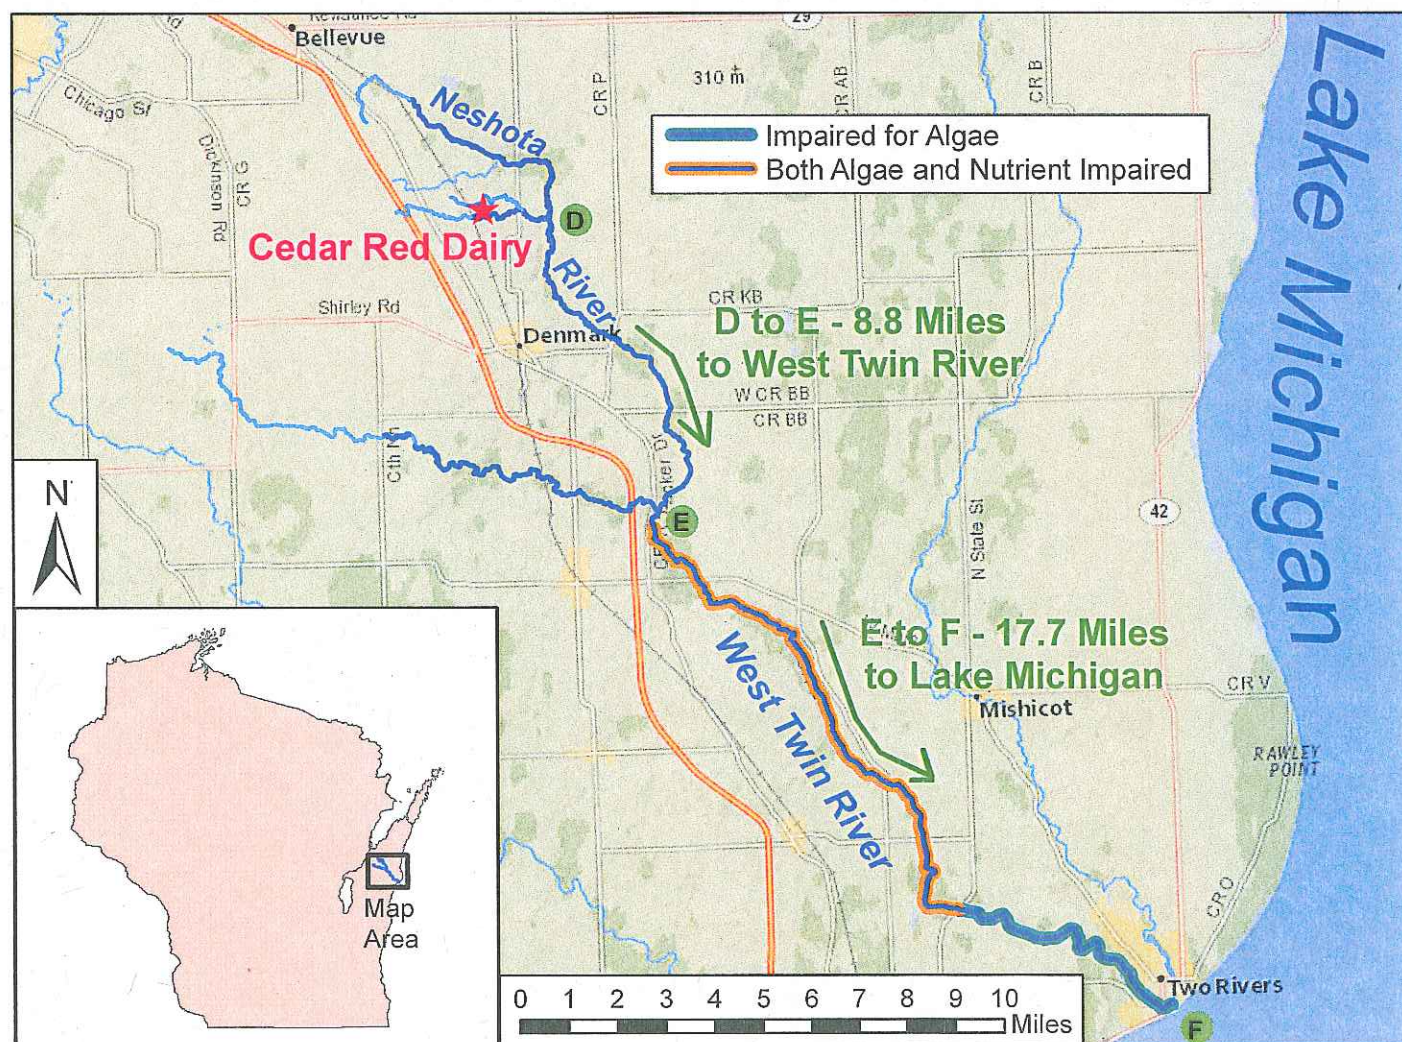 Bellevue
29
310 m
CR P
CR AB
CR B
Chicago St
Dickinson Rd
CR G
Neshota
River
Impaired for Algae
Both Algae and Nutrient Impaired
Lake Michigan
D
Cedar Red Dairy
Shirley Rd
Denmark
CR KB
D to E - 8.8 Miles
to West Twin River
W CR BB
CR BB
N
E
42
N State St
E to F - 17.7 Miles
to Lake Michigan
West Twin River
Mishicot
CR V
RAWLEY
POINT
CR O
Map
Area
Two Rivers
F
0 1 2 3 4 5 6 7 8 9 10
Miles